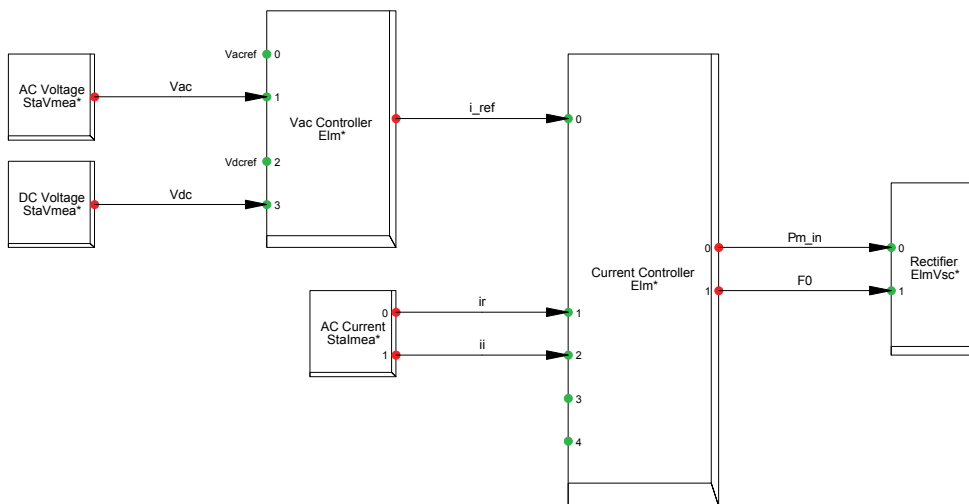 Vacref
0
AC Voltage
StaVmea*
Vac
1
Vac Controller
Elm*
i_ref
0
Vdcref
2
DC Voltage
StaVmea*
Vdc
3
Current Controller
Elm*
0
Pm_in
0
Rectifier
ElmVsc*
1
F0
1
AC Current
StaImea*
0
ir
1
1
ii
2
3
4